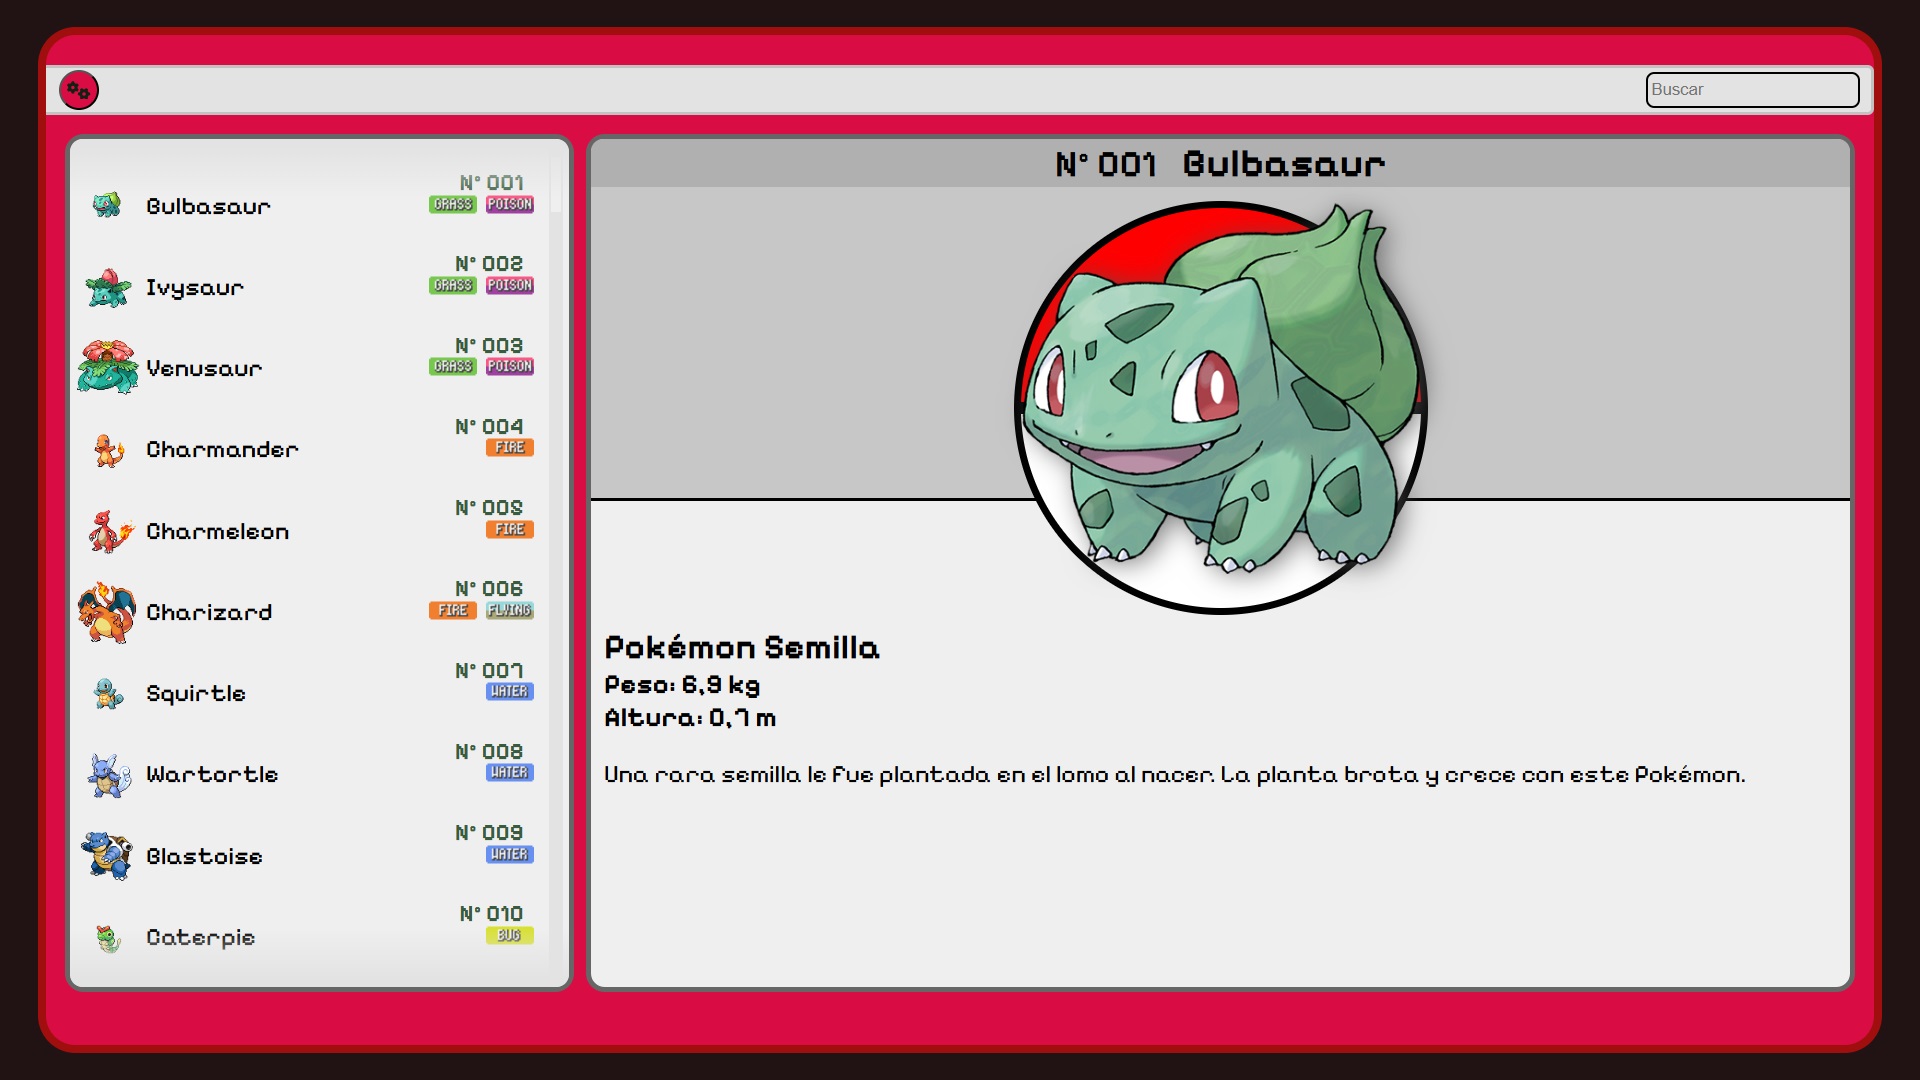 Buscar
N° 001
Bulbasaur
GRASS POISON
N° 002
Ivysaur
GRASS POISON
N° 003
Venusaur
GRASS POISON
N° 004
Charmander
FIRE
N° 005
Charmeleon
FIRE
N° 006
Charizard
FIRE FLYING
N° 007
Squirtle
WATER
N° 008
Wartortle
WATER
N° 009
Blastoise
WATER
N° 010
Caterpie
BUG
N° 001 Bulbasaur
Pokémon Semilla
Peso: 6,9 kg
Altura: 0,7 m
Una rara semilla le fue plantada en el lomo al nacer. La planta brota y crece con este Pokémon.